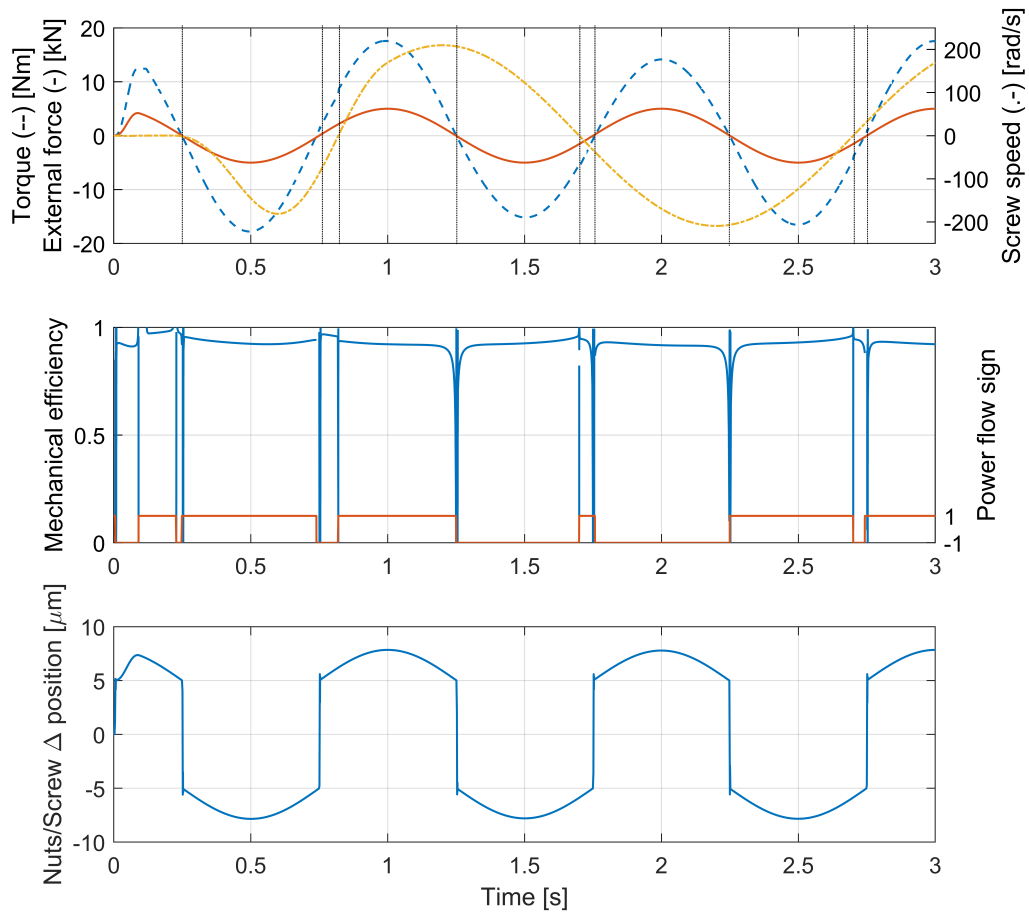 Torque (--) [Nm]
External force (-) [kN]
20
10
0
-10
-20
200
100
0
-100
-200
Screw speed (.-) [rad/s]
0 0.5 1 1.5 2 2.5 3
Mechanical efficiency
1
0.5
0
1
-1
Power flow sign
0 0.5 1 1.5 2 2.5 3
Nuts/Screw Δ position [μm]
10
5
0
-5
-10
0 0.5 1 1.5 2 2.5 3
Time [s]